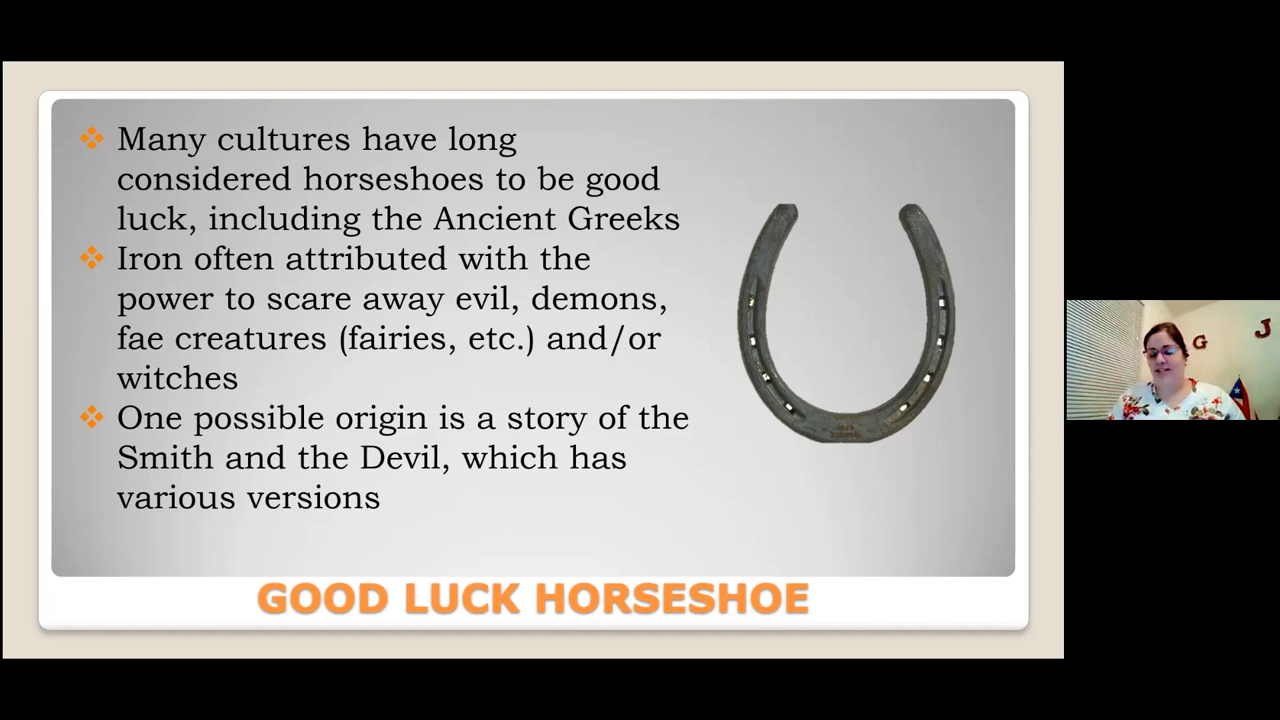 ❖ Many cultures have long
considered horseshoes to be good
luck, including the Ancient Greeks
❖ Iron often attributed with the
power to scare away evil, demons,
fae creatures (fairies, etc.) and/or
witches
❖ One possible origin is a story of the
Smith and the Devil, which has
various versions
GOOD LUCK HORSESHOE
G J